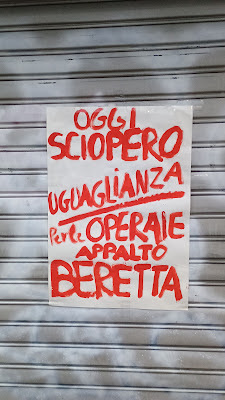 OGGI
SCIOPERO
UGUAGLIANZA
Per le OPERAIE
APPALTO
BERETTA